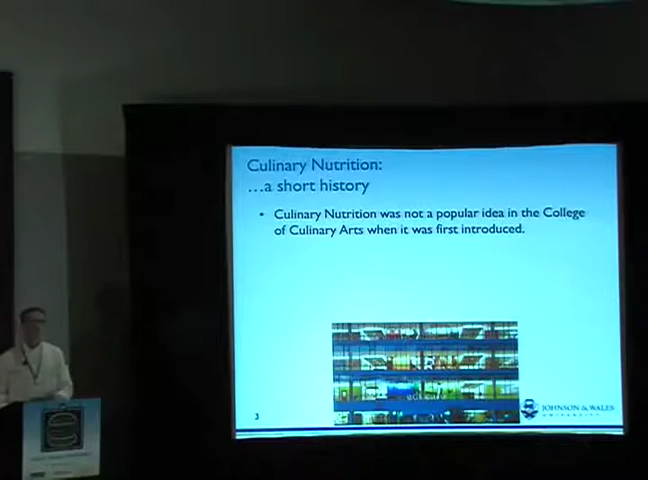 Culinary Nutrition:
...a short history
• Culinary Nutrition was not a popular idea in the College
of Culinary Arts when it was first introduced.
3
JOHNSON & WALES
UNIVERSITY